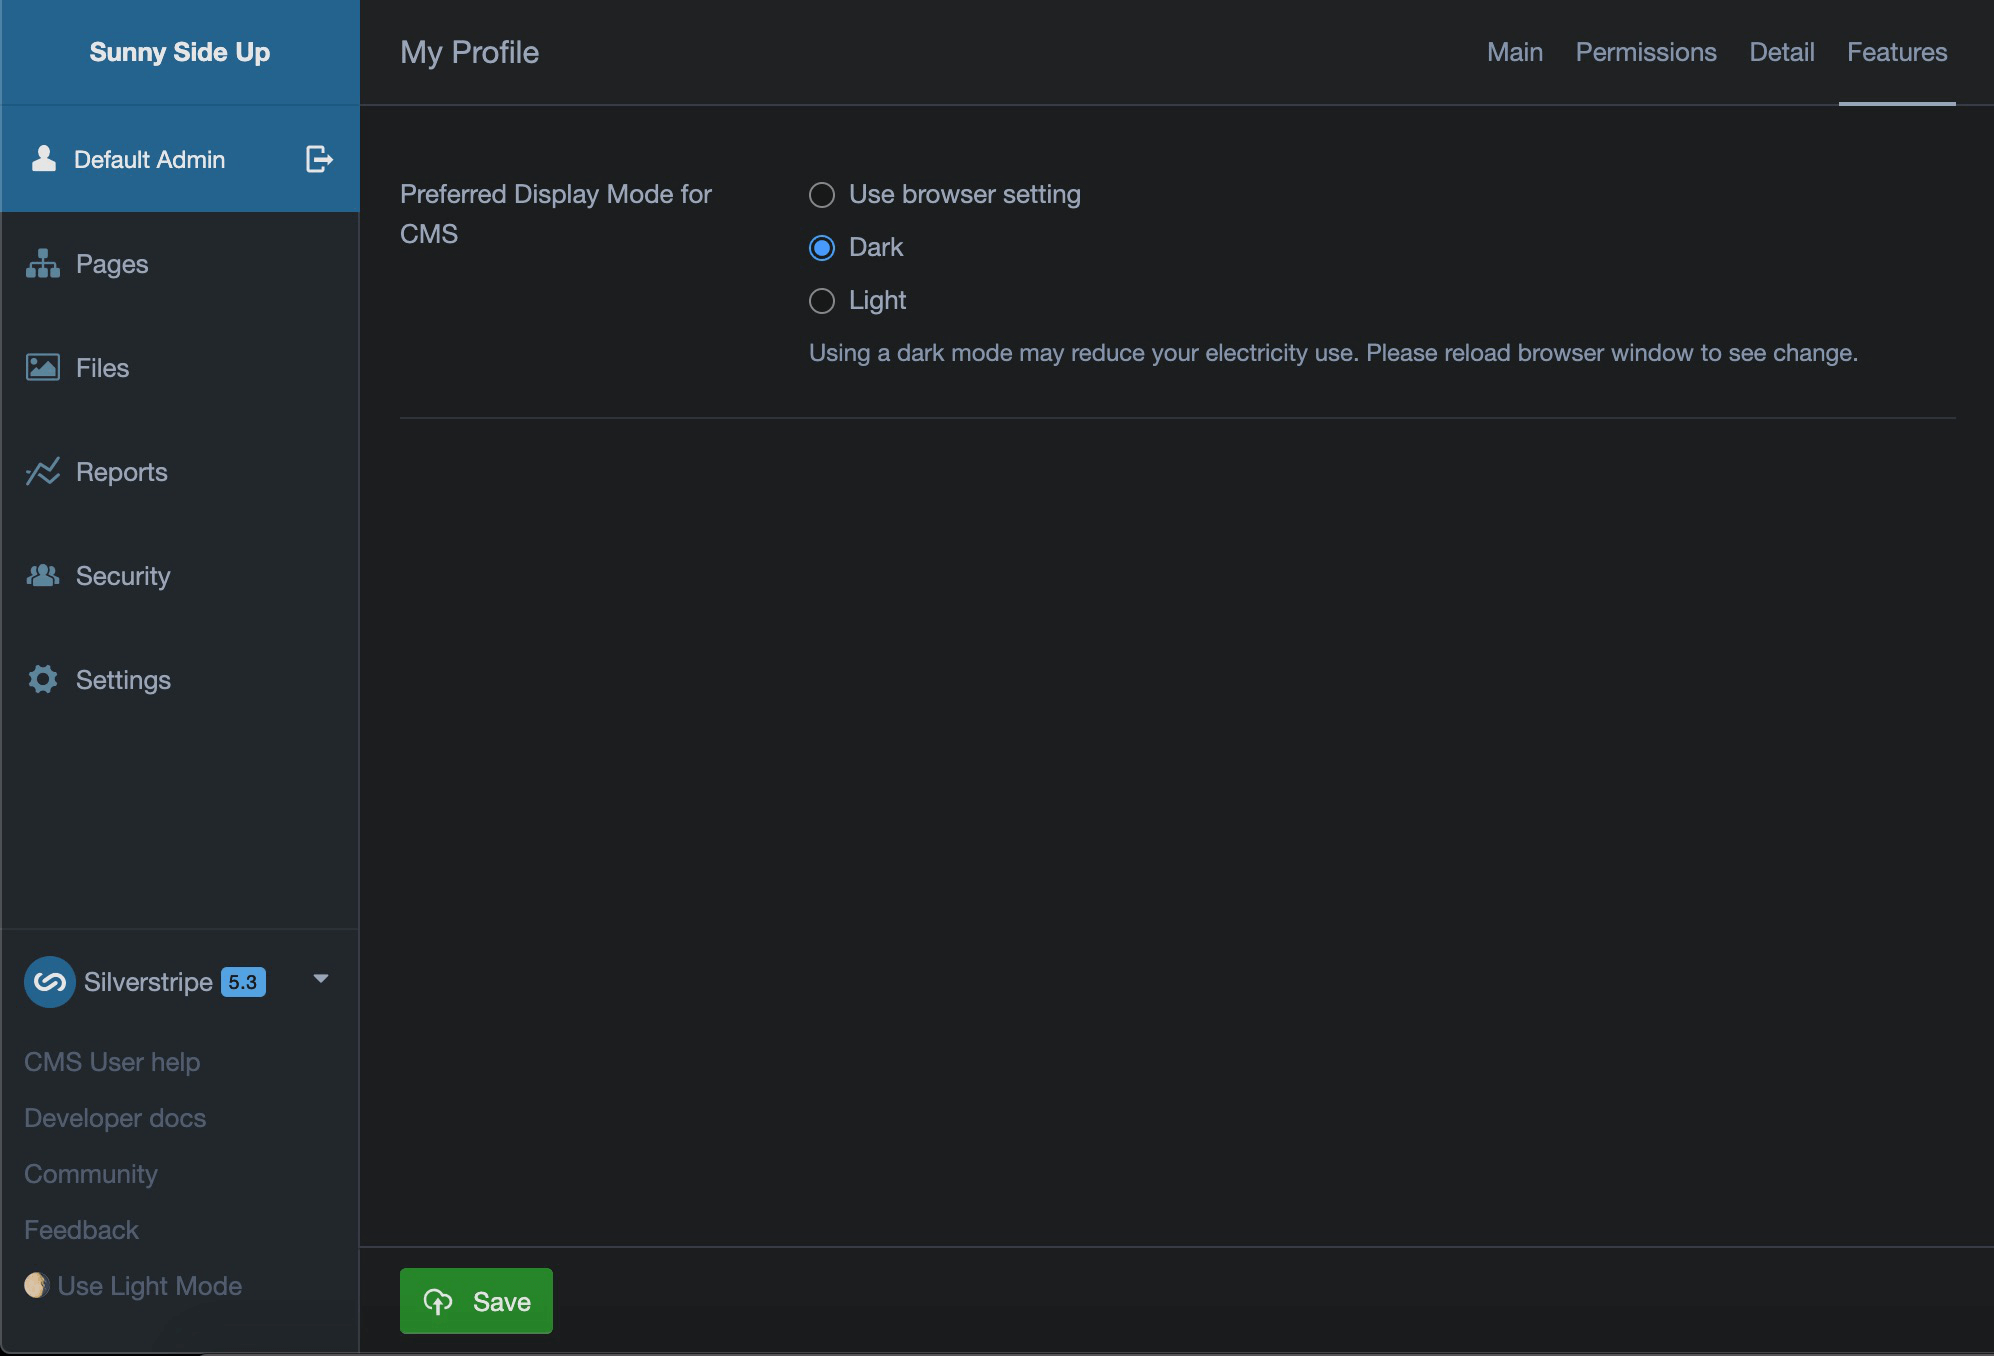 Sunny Side Up
My Profile
Main
Permissions
Detail
Features
Default Admin
Pages
Files
Reports
Security
Settings
Preferred Display Mode for
CMS
Use browser setting
Dark
Light
Using a dark mode may reduce your electricity use. Please reload browser window to see change.
Silverstripe 5.3
CMS User help
Developer docs
Community
Feedback
Use Light Mode
Save